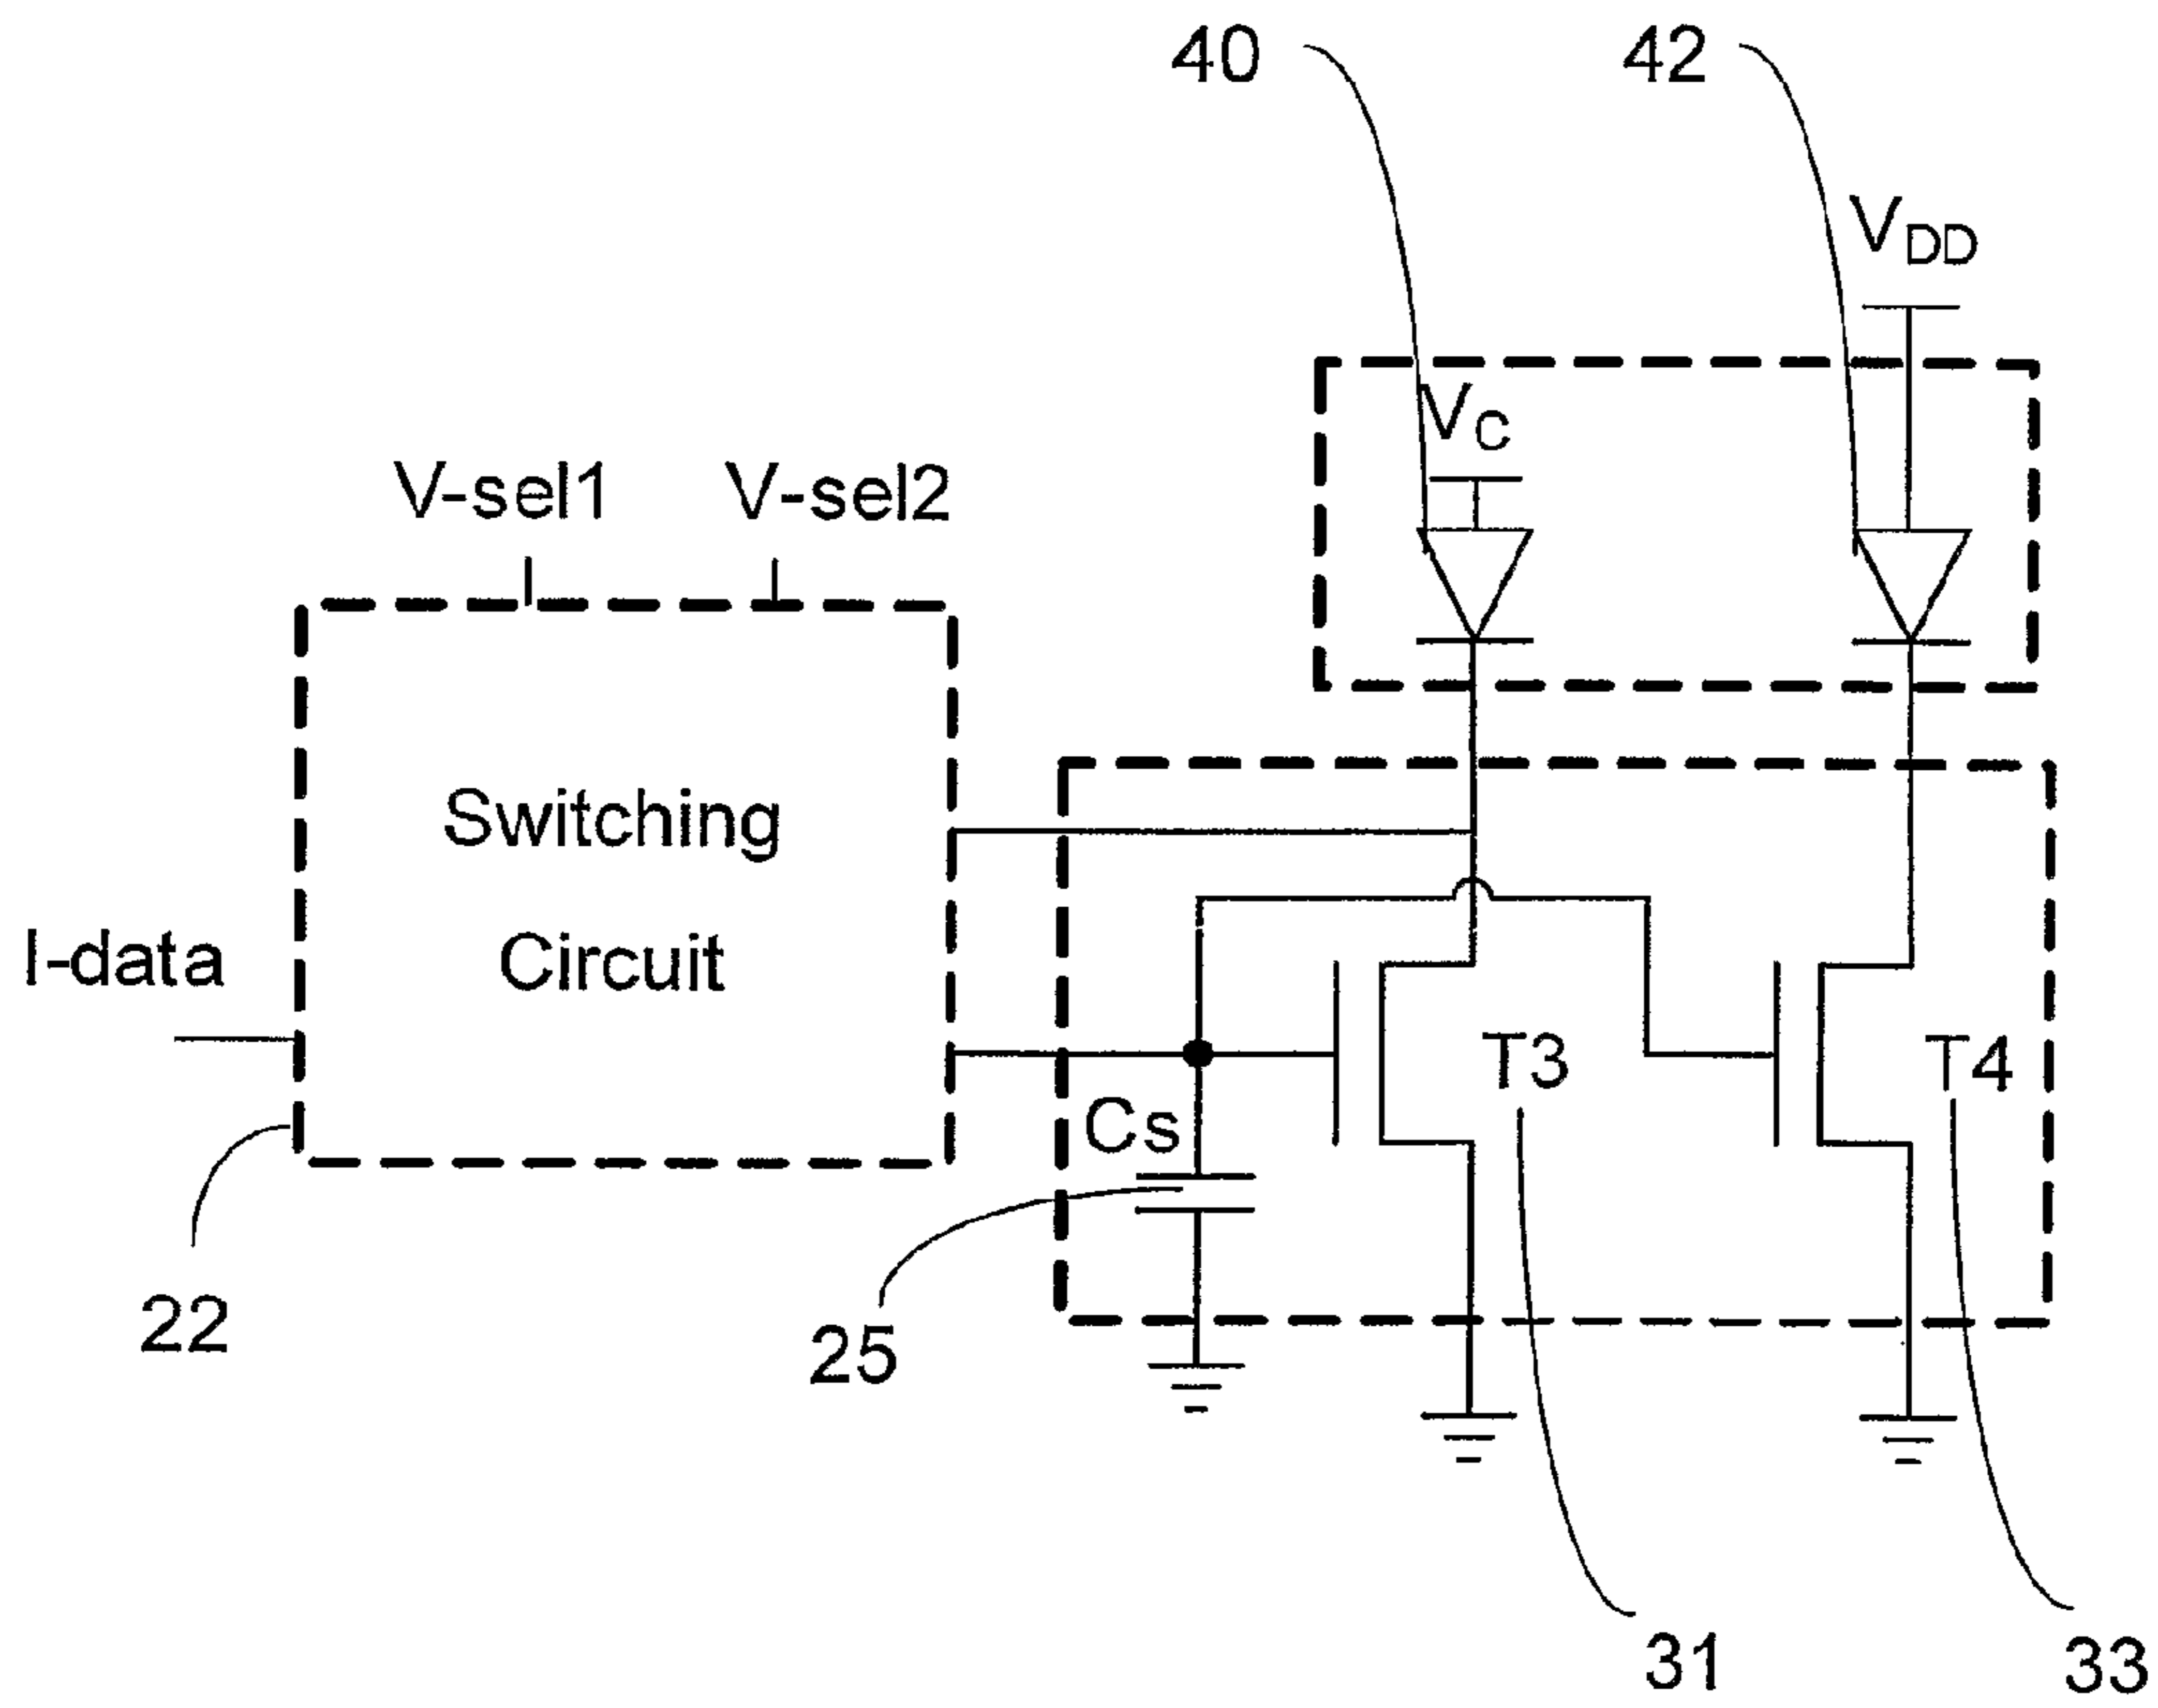 40
42
VDD
VC
V-sel1
V-sel2
Switching
Circuit
I-data
T3
T4
Cs
22
25
31
33